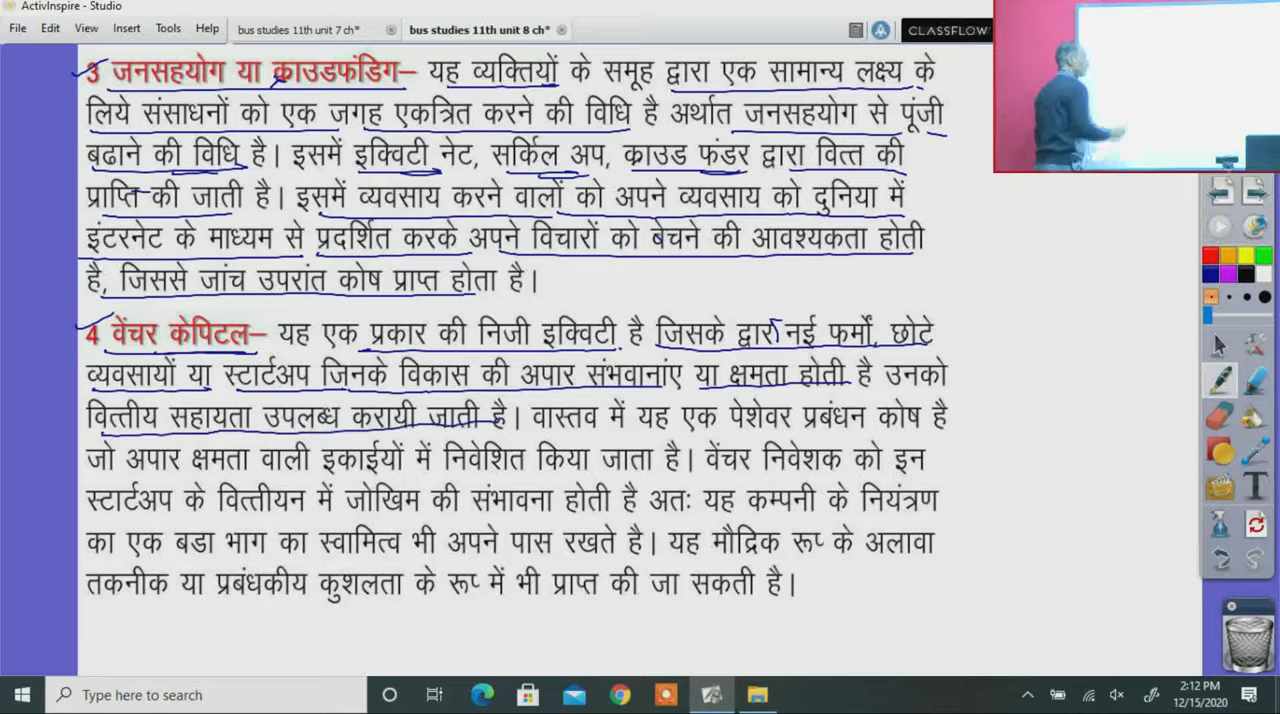 ActivInspire - Studio
File Edit View Insert Tools Help
bus studies 11th unit 7 ch* bus studies 11th unit 8 ch* CLASSFLOW
3 जनसहयोग या क्राउडफंडिग– यह व्यक्तियों के समूह द्वारा एक सामान्य लक्ष्य के
लिये संसाधनों को एक जगह एकत्रित करने की विधि है अर्थात जनसहयोग से पूंजी
बढाने की विधि है। इसमें इक्विटी नेट, सर्किल अप, क्राउड फंडर द्वारा वित्त की
प्राप्ति की जाती है। इसमें व्यवसाय करने वालों को अपने व्यवसाय को दुनिया में
इंटरनेट के माध्यम से प्रदर्शित करके अपने विचारों को बेचने की आवश्यकता होती
है, जिससे जांच उपरांत कोष प्राप्त होता है।
4 वेंचर केपिटल– यह एक प्रकार की निजी इक्विटी है जिसके द्वारा नई फर्मों, छोटे
व्यवसायों या स्टार्टअप जिनके विकास की अपार संभवानांए या क्षमता होती है उनको
वित्तीय सहायता उपलब्ध करायी जाती है। वास्तव में यह एक पेशेवर प्रबंधन कोष है
जो अपार क्षमता वाली इकाईयों में निवेशित किया जाता है। वेंचर निवेशक को इन
स्टार्टअप के वित्तीयन में जोखिम की संभावना होती है अतः यह कम्पनी के नियंत्रण
का एक बडा भाग का स्वामित्व भी अपने पास रखते है। यह मौद्रिक रूप के अलावा
तकनीक या प्रबंधकीय कुशलता के रूप में भी प्राप्त की जा सकती है।
Type here to search
2:12 PM
12/15/2020